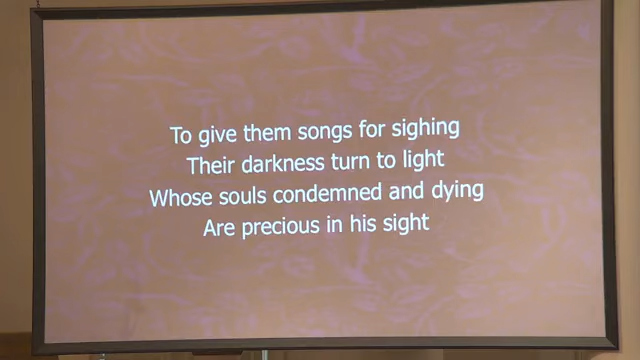 To give them songs for sighing
Their darkness turn to light
Whose souls condemned and dying
Are precious in his sight